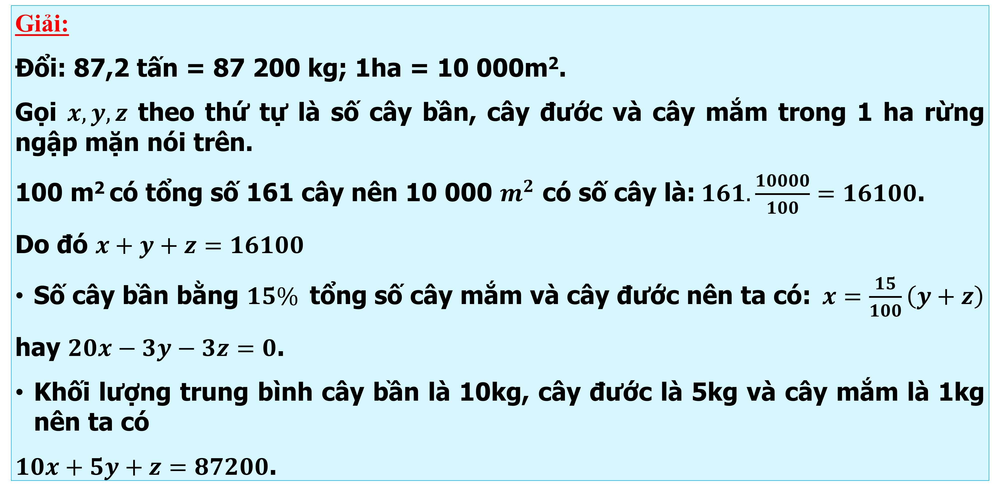 Giải:
Đổi: 87,2 tấn = 87 200 kg; 1ha = 10 000m².
Gọi x, y, z theo thứ tự là số cây bần, cây đước và cây mắm trong 1 ha rừng
ngập mặn nói trên.
100 m² có tổng số 161 cây nên 10 000 m² có số cây là: 161. 10000/100 = 16100.
Do đó x + y + z = 16100
• Số cây bần bằng 15% tổng số cây mắm và cây đước nên ta có: x = 15/100 (y + z)
hay 20x − 3y − 3z = 0.
• Khối lượng trung bình cây bần là 10kg, cây đước là 5kg và cây mắm là 1kg
nên ta có
10x + 5y + z = 87200.